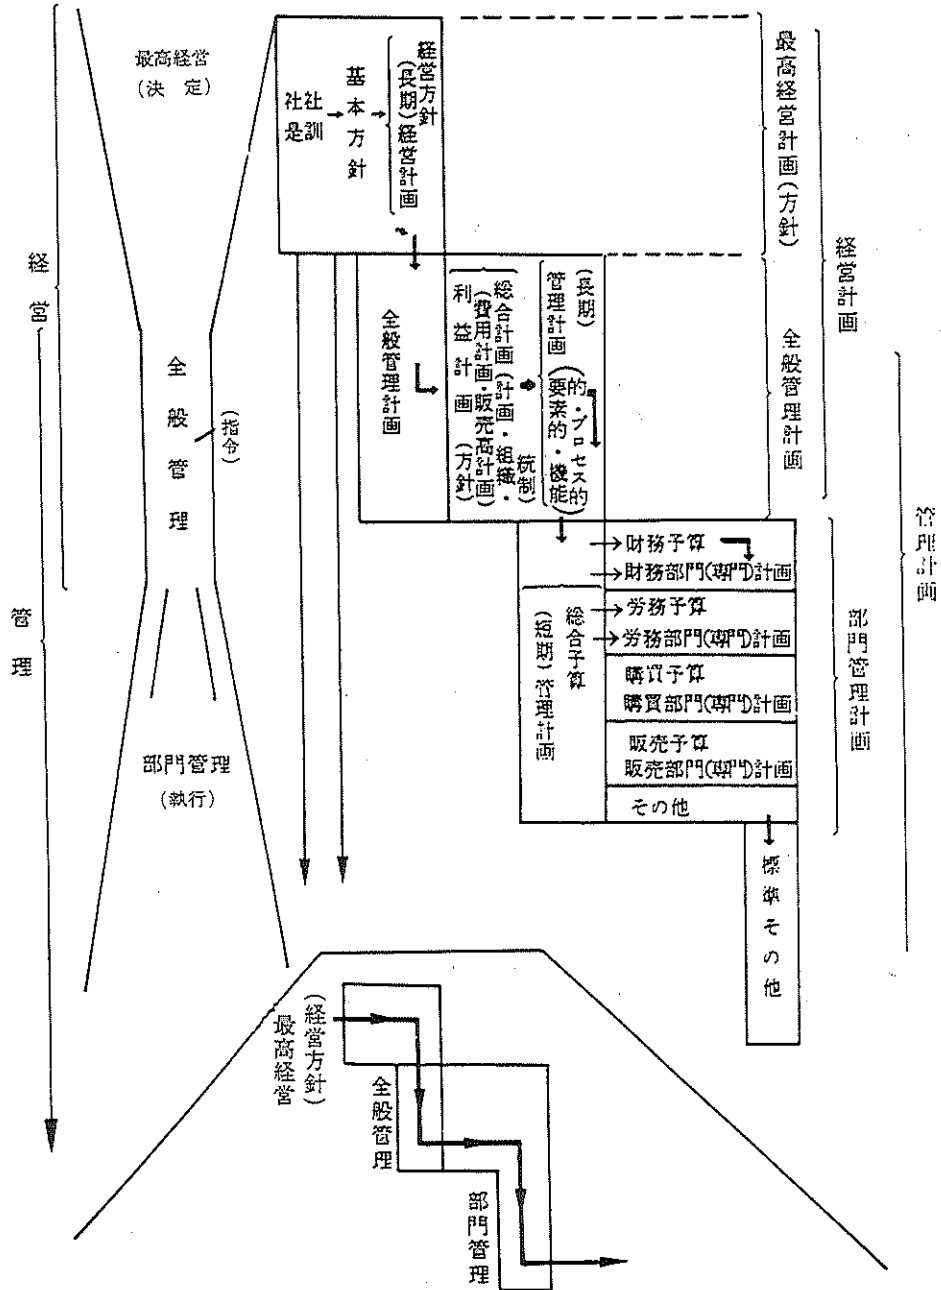 最高経営
(決 定)
社是
社訓
基本方針
経営方針
(長期)経営計画
最高経営計画(方針)
経営計画
経営
全般管理
(指令)
全般管理計画
総合計画(計画・組織・統制)
(費用計画・販売高計画)
利益計画(方針)
(長期)
管理計画(要素的・機能的・プロセス的)
全般管理計画
管理計画
管理
財務予算
財務部門(専門)計画
労務予算
労務部門(専門)計画
購買予算
購買部門(専門)計画
販売予算
販売部門(専門)計画
その他
総合予算
(短期)管理計画
部門管理計画
部門管理
(執行)
標準その他
(経営方針)
最高経営
全般管理
部門管理